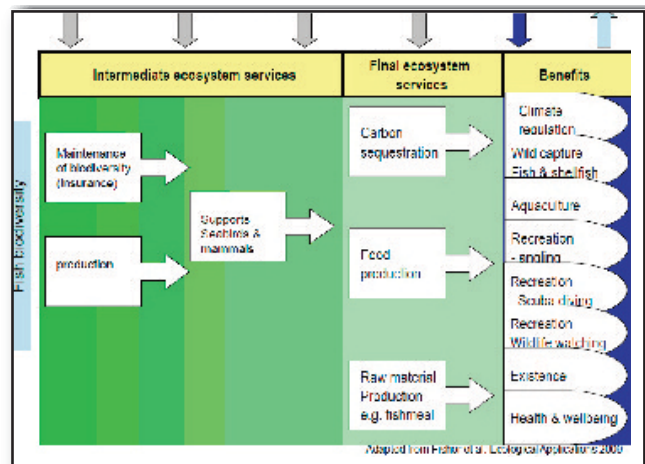 Intermediate ecosystem services
Final ecosystem
services
Benefits
Fish biodiversity
Maintenance
of biodiversity
(Insurance)
production
Supports
Seabirds &
mammals
Carbon
sequestration
Food
production
Raw material
Production
e.g. fishmeal
Climate
regulation
Wild capture
Fish & shellfish
Aquaculture
Recreation
- angling
Recreation
Scuba diving
Recreation
Wildlife watching
Existence
Health & wellbeing
Adapted from Fisher et al. Ecological Applications 2009